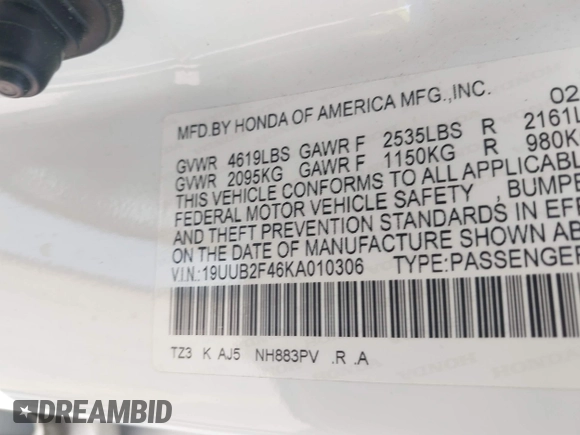 MFD.BY HONDA OF AMERICA MFG.,INC. 02
GVWR 4619LBS GAWR F 2535LBS R 2161L
GVWR 2095KG GAWR F 1150KG R 980K
THIS VEHICLE CONFORMS TO ALL APPLICABL
FEDERAL MOTOR VEHICLE SAFETY , BUMPE
AND THEFT PREVENTION STANDARDS IN EFF
ON THE DATE OF MANUFACTURE SHOWN AB
V.I.N.:19UUB2F46KA010306 TYPE:PASSENGER
TZ3 K AJ5 NH883PV .R .A
DREAMBID